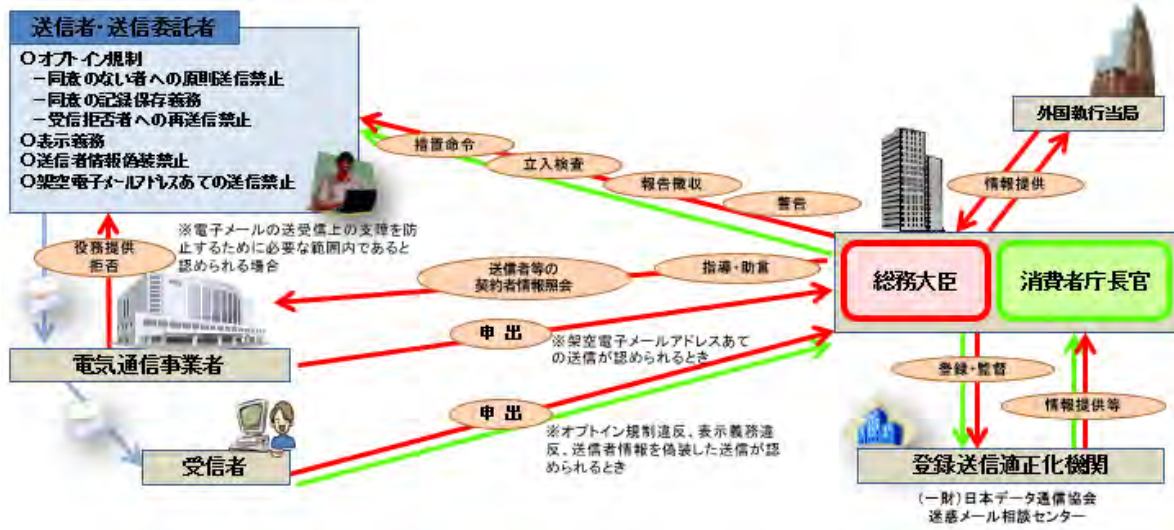 送信者・送信委託者
○オプトイン規制
－同意のない者への原則送信禁止
－同意の記録保存義務
－受信拒否者への再送信禁止
○表示義務
○送信者情報偽装禁止
○架空電子メールアドレスあての送信禁止
外国執行当局
措置命令
立入検査
報告徴収
警告
情報提供
役務提供
拒否
※電子メールの送受信上の支障を防
止するために必要な範囲内であると
認められる場合
送信者等の
契約者情報照会
指導・助言
総務大臣
消費者庁長官
電気通信事業者
申出
※架空電子メールアドレスあて
の送信が認められるとき
登録・監督
情報提供等
受信者
申出
※オプトイン規制違反、表示義務違
反、送信者情報を偽装した送信が認
められるとき
登録送信適正化機関
(一財)日本データ通信協会
迷惑メール相談センター